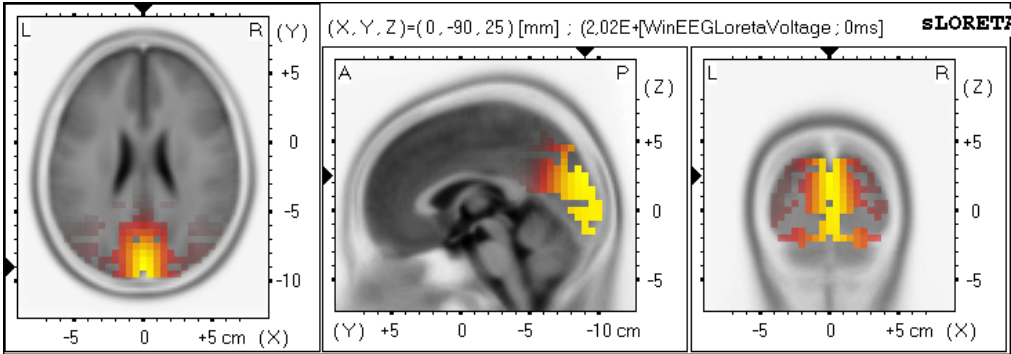 L R (Y)
+5
0
-5
-10
-5 0 +5 cm (X)
(X, Y, Z)=(0, -90, 25) [mm] ; (2,02E+[WinEEGLoretaVoltage ; 0ms]
sLORETA
A P (Z)
+5
0
-5
(Y) +5 0 -5 -10 cm
L R (Z)
+5
0
-5
-5 0 +5 cm (X)